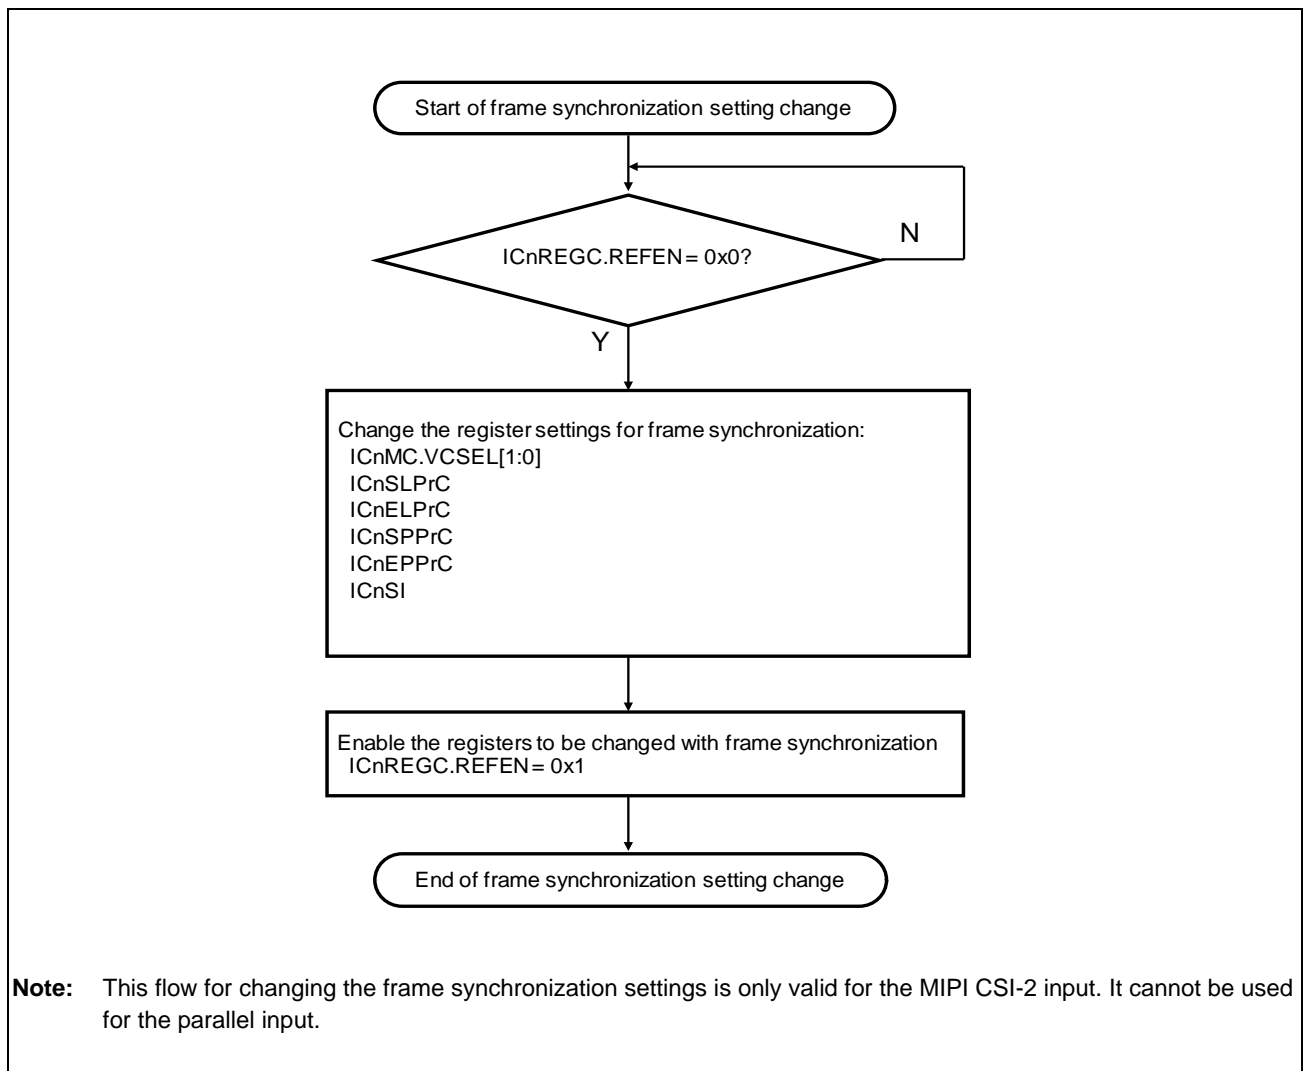 Start of frame synchronization setting change
ICnREGC.REFEN = 0x0?
N
Y
Change the register settings for frame synchronization:
ICnMC.VCSEL[1:0]
ICnSLPrC
ICnELPrC
ICnSPPrC
ICnEPPrC
ICnSI
Enable the registers to be changed with frame synchronization
ICnREGC.REFEN = 0x1
End of frame synchronization setting change
Note: This flow for changing the frame synchronization settings is only valid for the MIPI CSI-2 input. It cannot be used
for the parallel input.